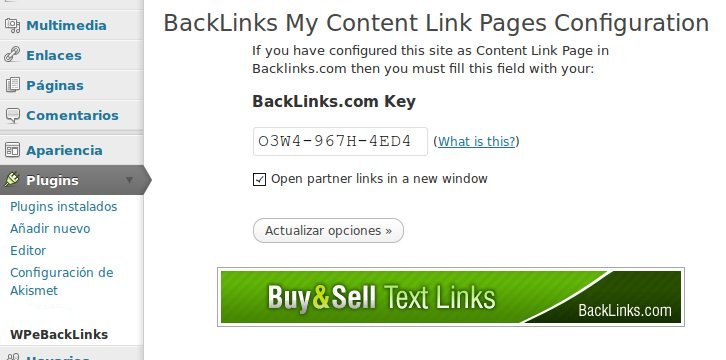 Multimedia
Enlaces
Páginas
Comentarios
Apariencia
Plugins
Plugins instalados
Añadir nuevo
Editor
Configuración de
Akismet
WPeBackLinks
BackLinks My Content Link Pages Configuration
If you have configured this site as Content Link Page in
Backlinks.com then you must fill this field with your:
BackLinks.com Key
O3W4-967H-4ED4 (What is this?)
Open partner links in a new window
Actualizar opciones »
Buy&Sell Text Links
BackLinks.com